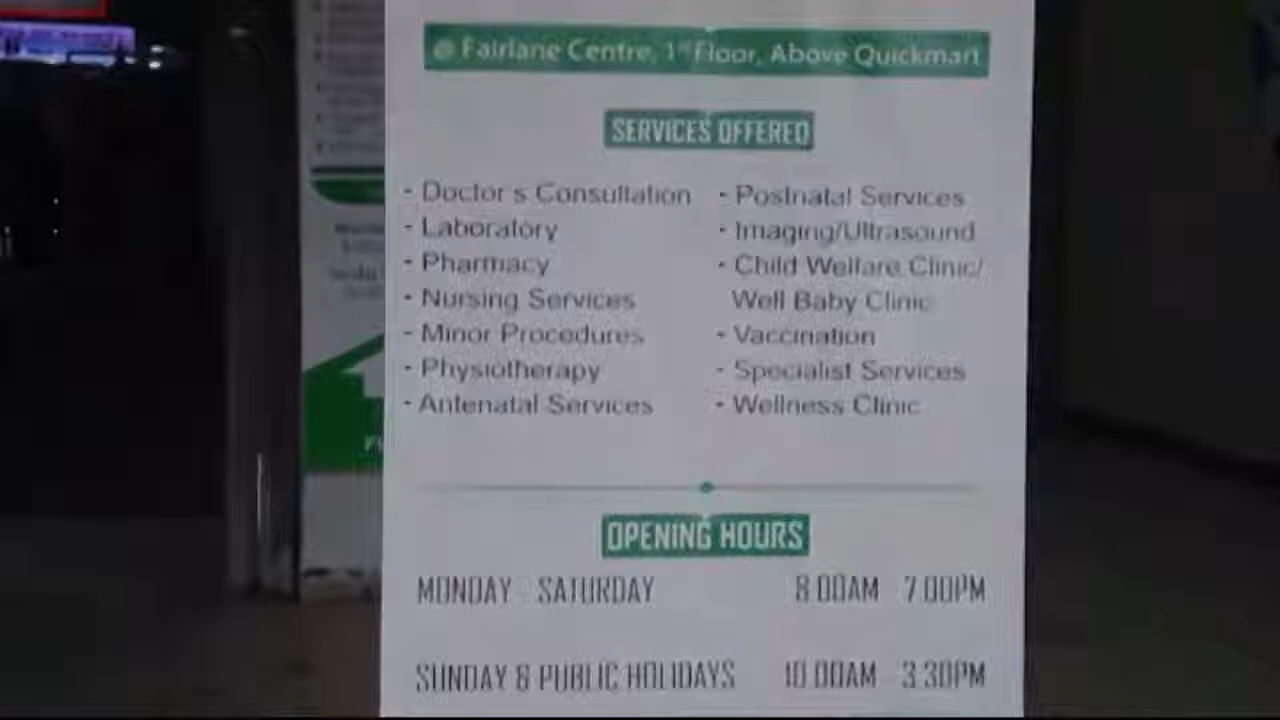 @ Fairlane Centre, 1st Floor, Above Quickmart
SERVICES OFFERED
- Doctor s Consultation
- Laboratory
- Pharmacy
- Nursing Services
- Minor Procedures
- Physiotherapy
- Antenatal Services
- Postnatal Services
- Imaging/Ultrasound
- Child Welfare Clinic/
Well Baby Clinic
- Vaccination
- Specialist Services
- Wellness Clinic
OPENING HOURS
MONDAY - SATURDAY 8.00AM - 7.00PM
SUNDAY & PUBLIC HOLIDAYS 10.00AM - 3.30PM